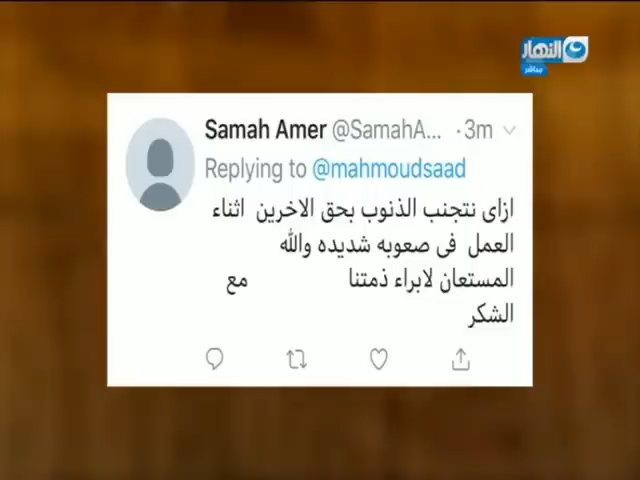 النهار
مباشر
Samah Amer @SamahA... · 3m
Replying to @mahmoudsaad
ازاى نتجنب الذنوب بحق الاخرين اثناء
العمل فى صعوبه شديده والله
المستعان لابراء ذمتنا مع
الشكر